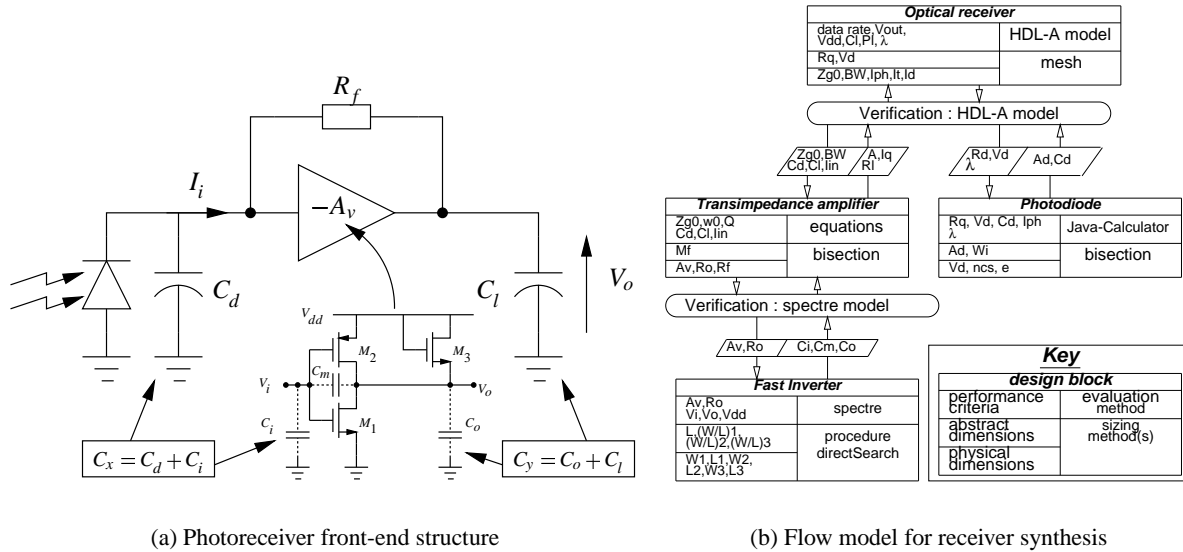 R_f
I_i
−A_v
C_d
C_l
V_o
V_dd
M_2
M_3
C_m
V_i
V_o
C_i
M_1
C_o
C_x = C_d + C_i
C_y = C_o + C_l
(a) Photoreceiver front-end structure
Optical receiver
data rate,Vout,
Vdd,Cl,Pl, λ
HDL-A model
Rq,Vd
mesh
Zg0,BW,Iph,It,Id
Verification : HDL-A model
Zg0,BW
Cd,Cl,Iin
A,Iq
Rl
Rd,Vd
λ
Ad,Cd
Transimpedance amplifier
Zg0,w0,Q
Cd,Cl,Iin
equations
Mf
bisection
Av,Ro,Rf
Photodiode
Rq, Vd, Cd, Iph
λ
Java-Calculator
Ad, Wi
bisection
Vd, ncs, e
Verification : spectre model
Av,Ro
Ci,Cm,Co
Fast Inverter
Av,Ro
Vi,Vo,Vdd
spectre
L,(W/L)1,
(W/L)2,(W/L)3
procedure
directSearch
W1,L1,W2,
L2,W3,L3
Key
design block
performance
criteria
evaluation
method
abstract
dimensions
sizing
method(s)
physical
dimensions
(b) Flow model for receiver synthesis